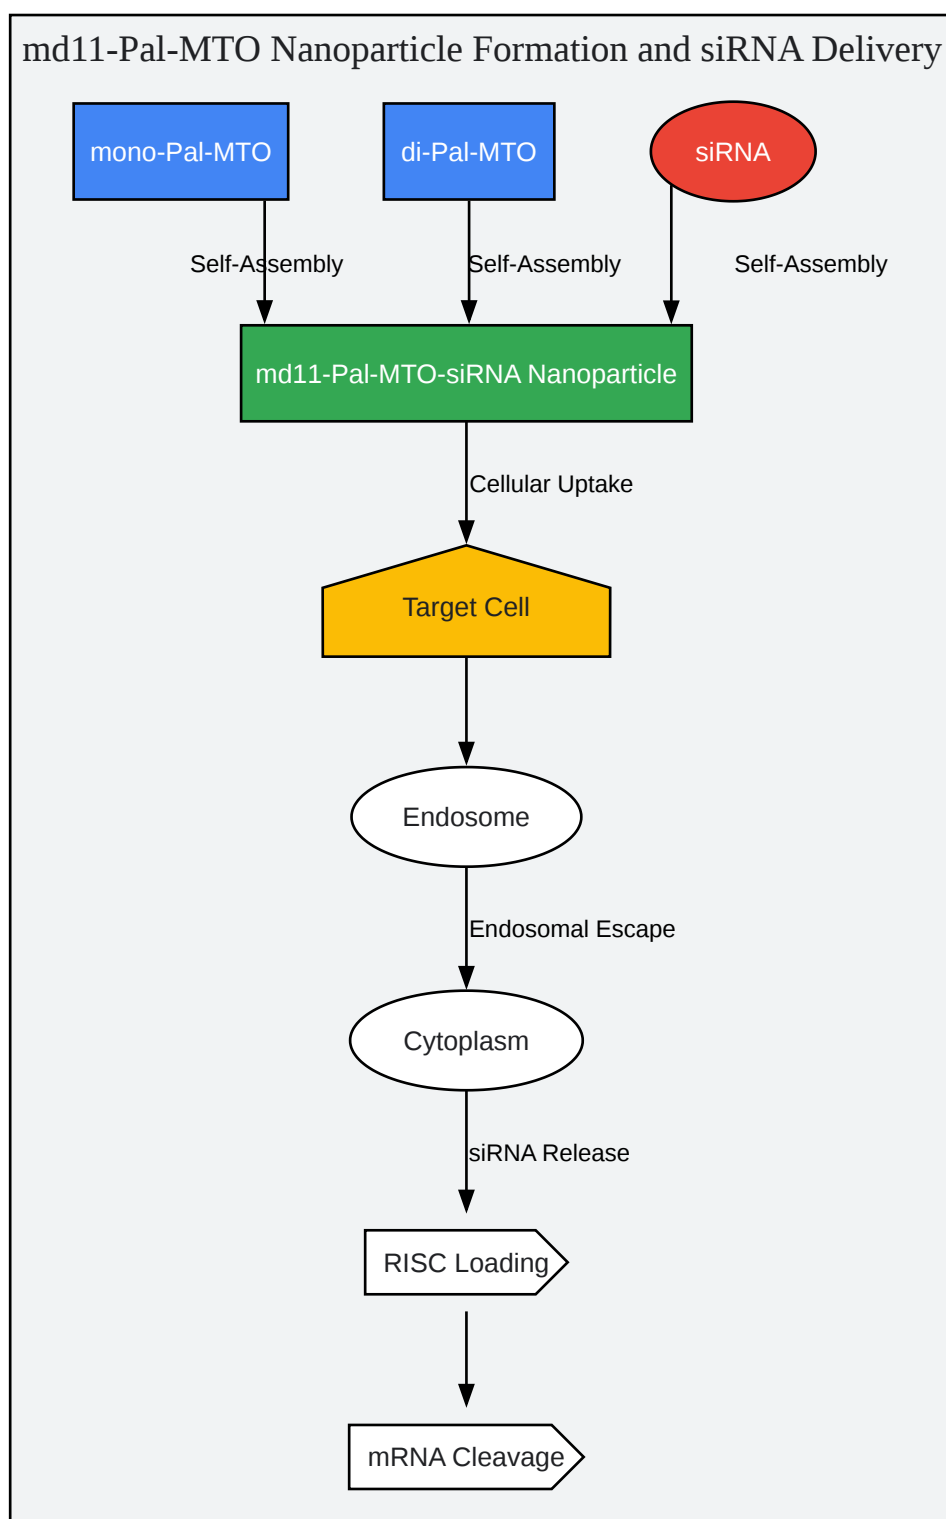 md11-Pal-MTO Nanoparticle Formation and siRNA Delivery
mono-Pal-MTO
di-Pal-MTO
siRNA
Self-Assembly
Self-Assembly
Self-Assembly
md11-Pal-MTO-siRNA Nanoparticle
Cellular Uptake
Target Cell
Endosome
Endosomal Escape
Cytoplasm
siRNA Release
RISC Loading
mRNA Cleavage